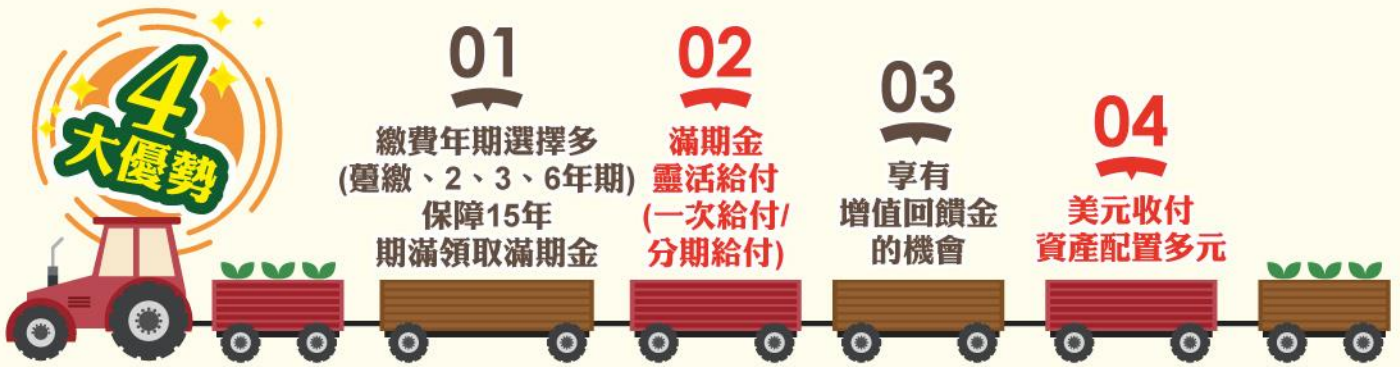 4
大優勢
01
繳費年期選擇多
(躉繳、2、3、6年期)
保障15年
期滿領取滿期金
02
滿期金
靈活給付
(一次給付/
分期給付)
03
享有
增值回饋金
的機會
04
美元收付
資產配置多元